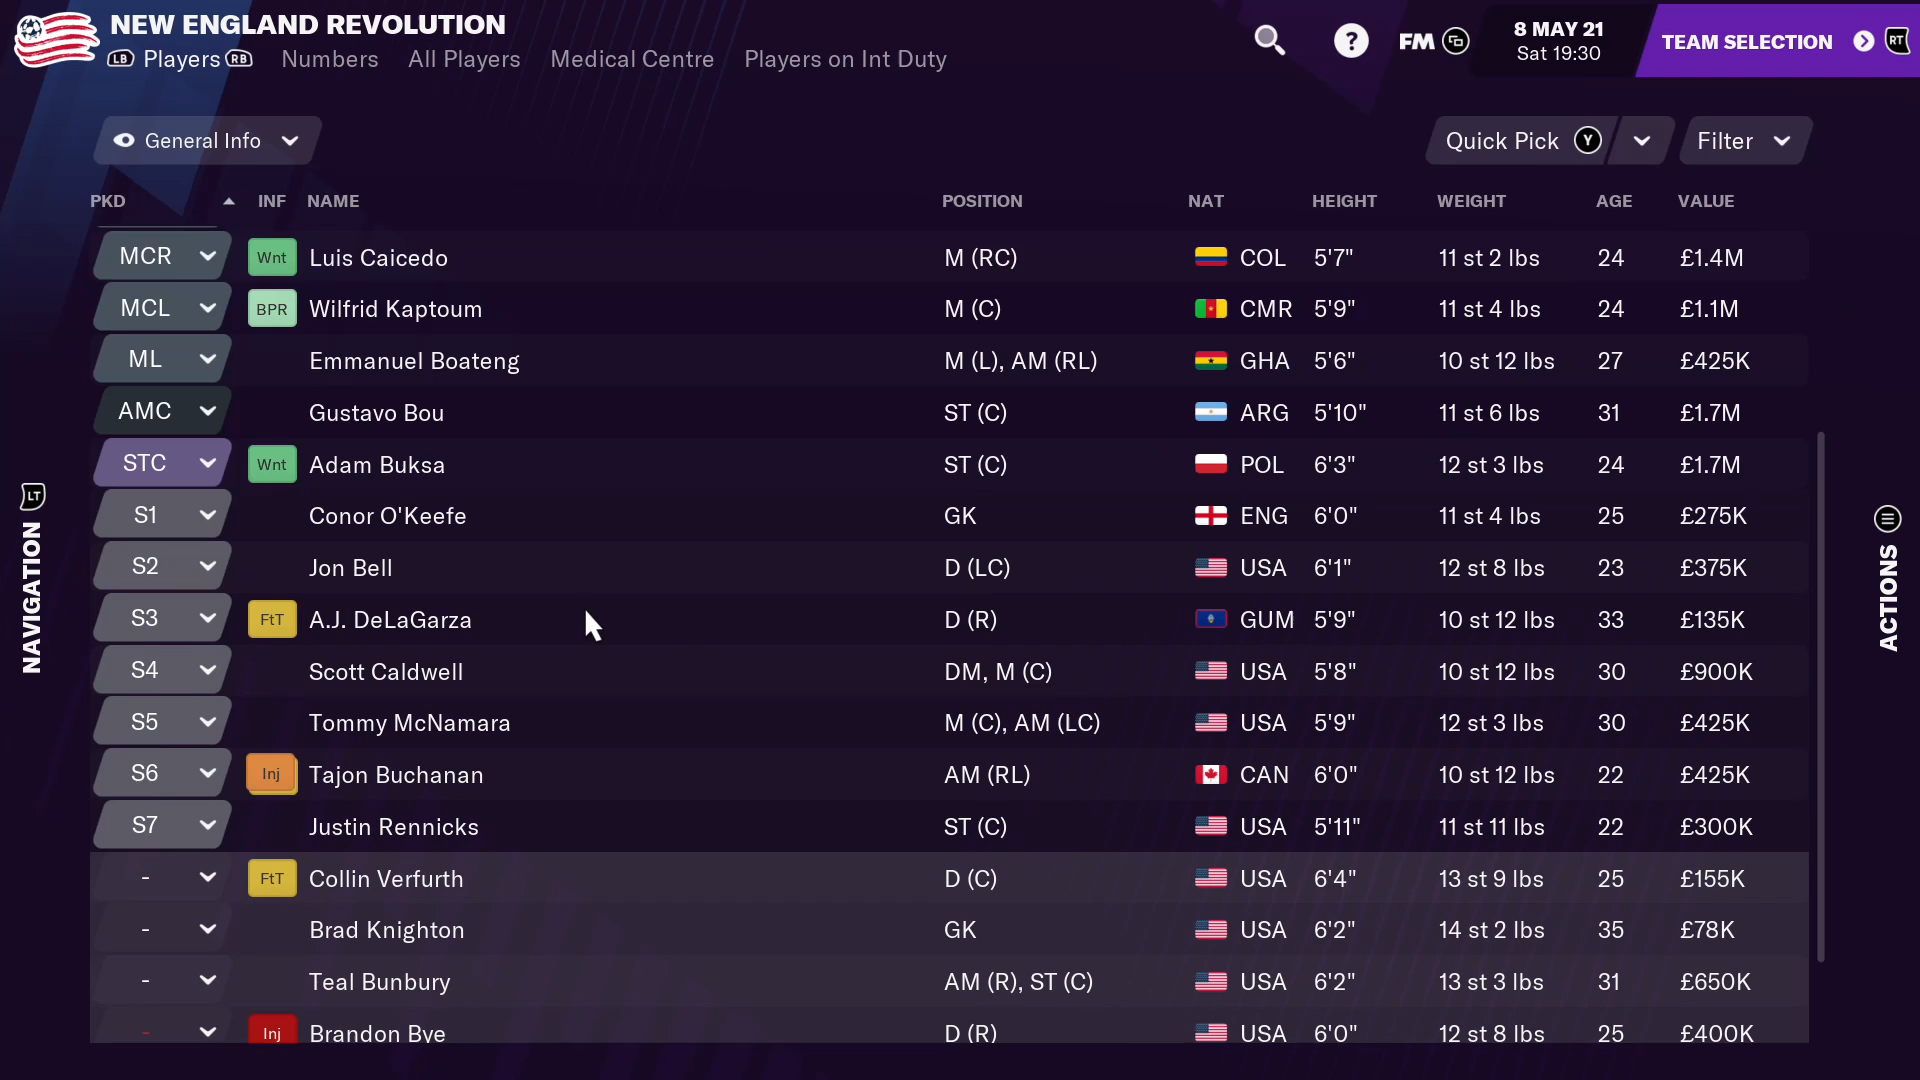 NEW ENGLAND REVOLUTION
8 MAY 21
Sat 19:30
FM
TEAM SELECTION
RT
LB Players RB Numbers All Players Medical Centre Players on Int Duty
General Info
Quick Pick Y
Filter
PKD INF NAME POSITION NAT HEIGHT WEIGHT AGE VALUE
MCR Wnt Luis Caicedo M (RC) COL 5'7" 11 st 2 lbs 24 £1.4M
MCL BPR Wilfrid Kaptoum M (C) CMR 5'9" 11 st 4 lbs 24 £1.1M
ML Emmanuel Boateng M (L), AM (RL) GHA 5'6" 10 st 12 lbs 27 £425K
AMC Gustavo Bou ST (C) ARG 5'10" 11 st 6 lbs 31 £1.7M
STC Wnt Adam Buksa ST (C) POL 6'3" 12 st 3 lbs 24 £1.7M
S1 Conor O'Keefe GK ENG 6'0" 11 st 4 lbs 25 £275K
S2 Jon Bell D (LC) USA 6'1" 12 st 8 lbs 23 £375K
S3 FtT A.J. DeLaGarza D (R) GUM 5'9" 10 st 12 lbs 33 £135K
S4 Scott Caldwell DM, M (C) USA 5'8" 10 st 12 lbs 30 £900K
S5 Tommy McNamara M (C), AM (LC) USA 5'9" 12 st 3 lbs 30 £425K
S6 Inj Tajon Buchanan AM (RL) CAN 6'0" 10 st 12 lbs 22 £425K
S7 Justin Rennicks ST (C) USA 5'11" 11 st 11 lbs 22 £300K
- FtT Collin Verfurth D (C) USA 6'4" 13 st 9 lbs 25 £155K
- Brad Knighton GK USA 6'2" 14 st 2 lbs 35 £78K
- Teal Bunbury AM (R), ST (C) USA 6'2" 13 st 3 lbs 31 £650K
- Inj Brandon Bye D (R) USA 6'0" 12 st 8 lbs 25 £400K
LT
NAVIGATION
ACTIONS